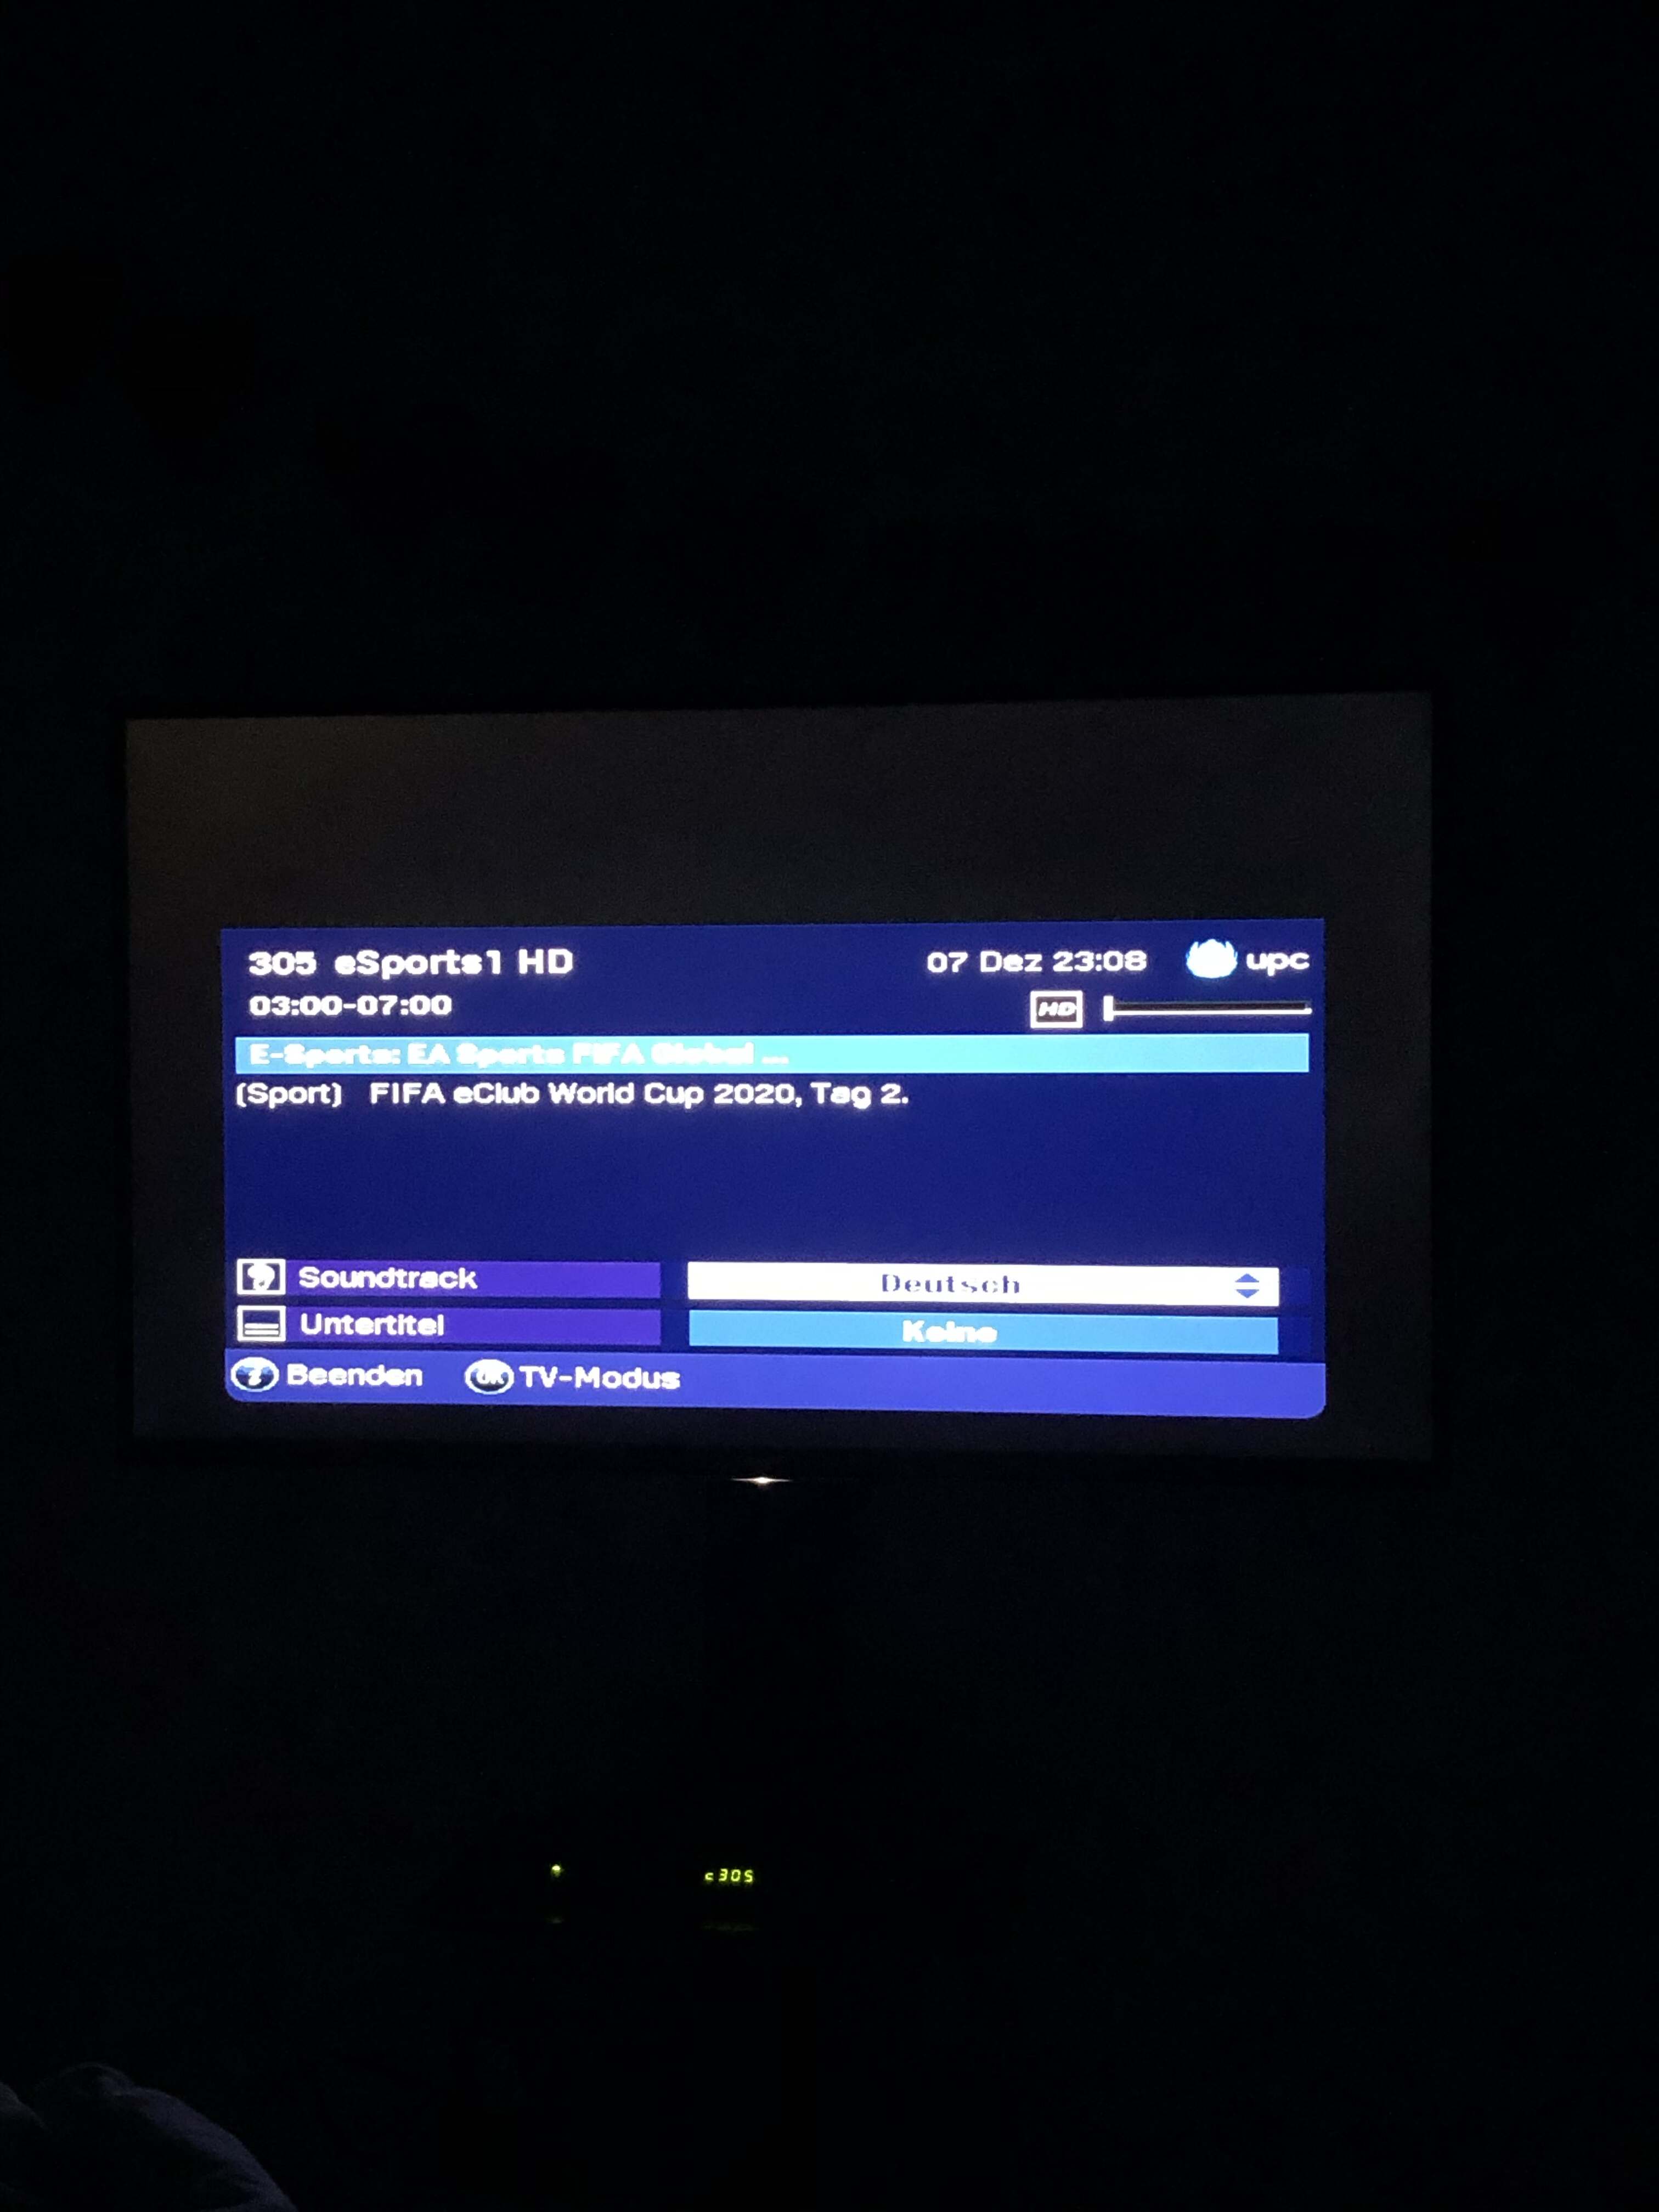 305 eSports1 HD 07 Dez 23:08 upc
03:00-07:00 HD
E-Sports: EA Sports FIFA Global ...
(Sport) FIFA eClub World Cup 2020, Tag 2.
Soundtrack Deutsch
Untertitel Keine
i Beenden OK TV-Modus
c305